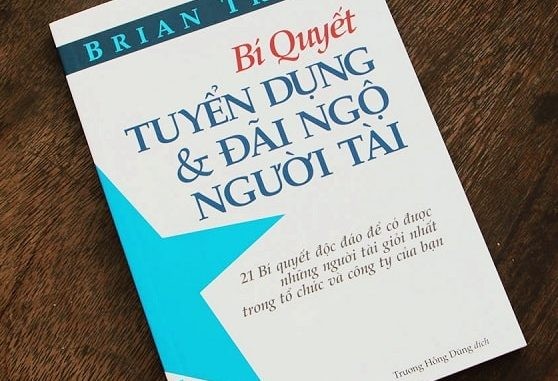 BRIAN
Bí Quyết
TUYỂN DỤNG
& ĐÃI NGỘ
NGƯỜI TÀI
21 Bí quyết độc đáo để có được
những người tài giỏi nhất
trong tổ chức và công ty của bạn
Trương Hồng Dũng dịch